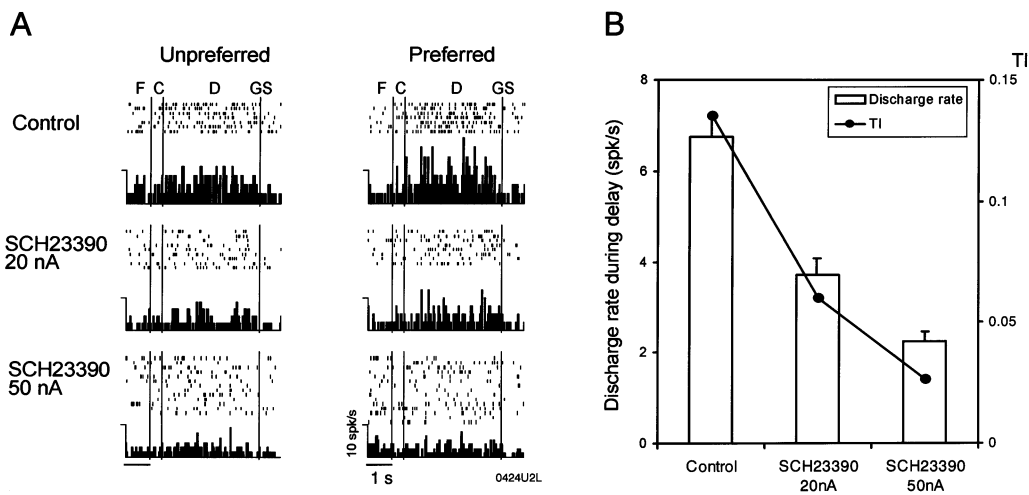 A
Unpreferred
Preferred
F C D GS
F C D GS
Control
SCH23390
20 nA
SCH23390
50 nA
10 spk/s
1 s
0424U2L
B
TI
Discharge rate during delay (spk/s)
8
6
4
2
0
0.15
0.1
0.05
0
Discharge rate
TI
Control
SCH23390
20nA
SCH23390
50nA